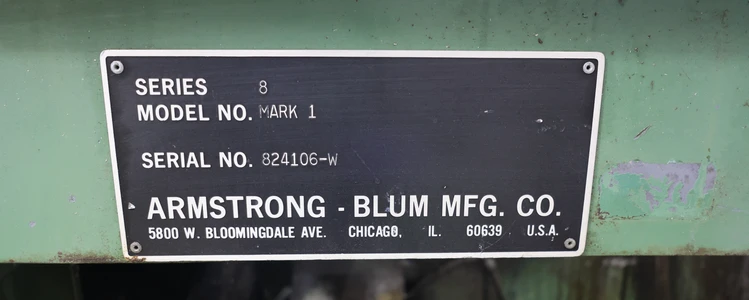 SERIES 8
MODEL NO. MARK 1
SERIAL NO. 824106-W
ARMSTRONG - BLUM MFG. CO.
5800 W. BLOOMINGDALE AVE. CHICAGO, IL. 60639 U.S.A.